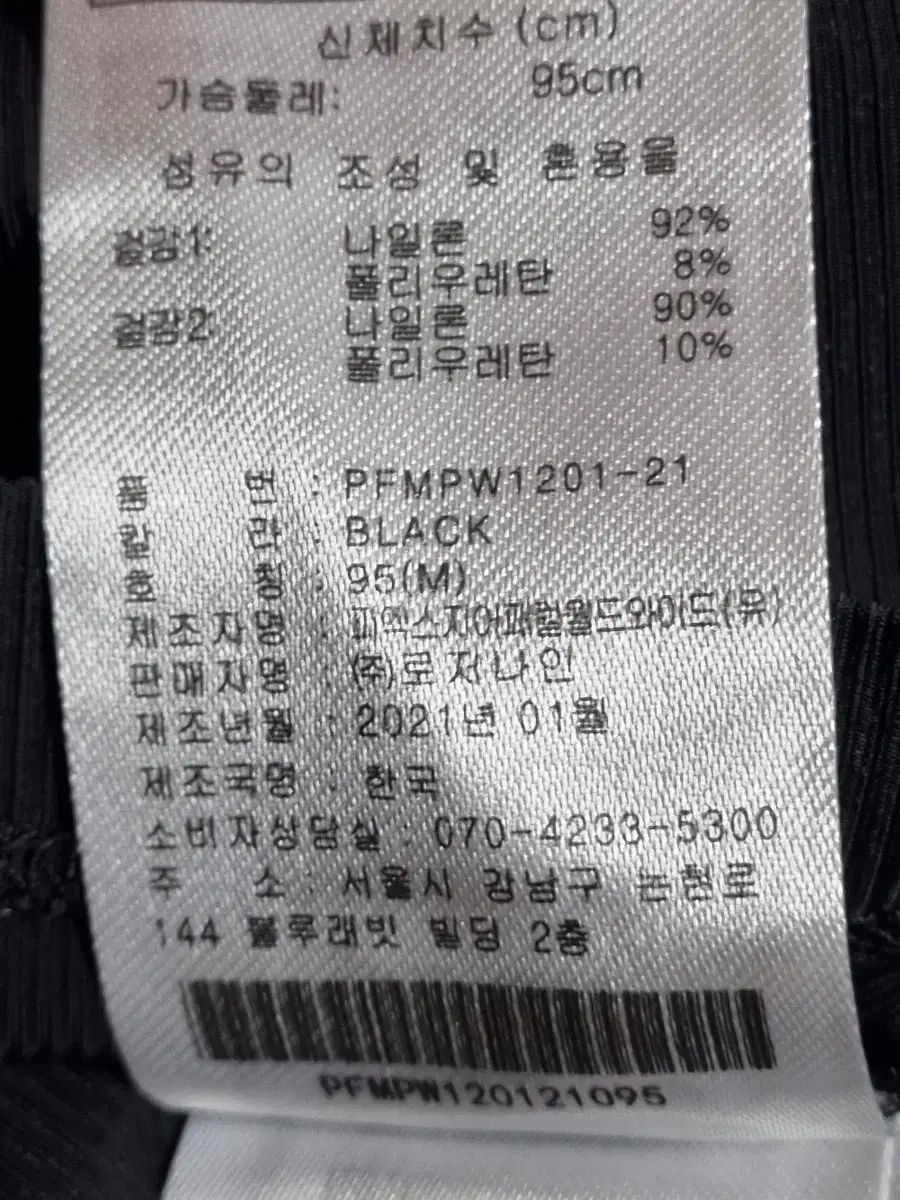 신체치수 (cm)
가슴둘레: 95cm
섬유의 조성 및 혼용율
겉감1: 나일론 92%
폴리우레탄 8%
겉감2: 나일론 90%
폴리우레탄 10%
품 번 : PFMPW1201-21
칼 라 : BLACK
호 칭 : 95(M)
제조자명 : 피엑스지어패럴월드와이드(유)
판매자명 : (주)로저나인
제조년월 : 2021년 01월
제조국명 : 한국
소비자상담실 : 070-4233-5300
주 소 : 서울시 강남구 논현로
144 블루래빗 빌딩 2층
PFMPW120121095